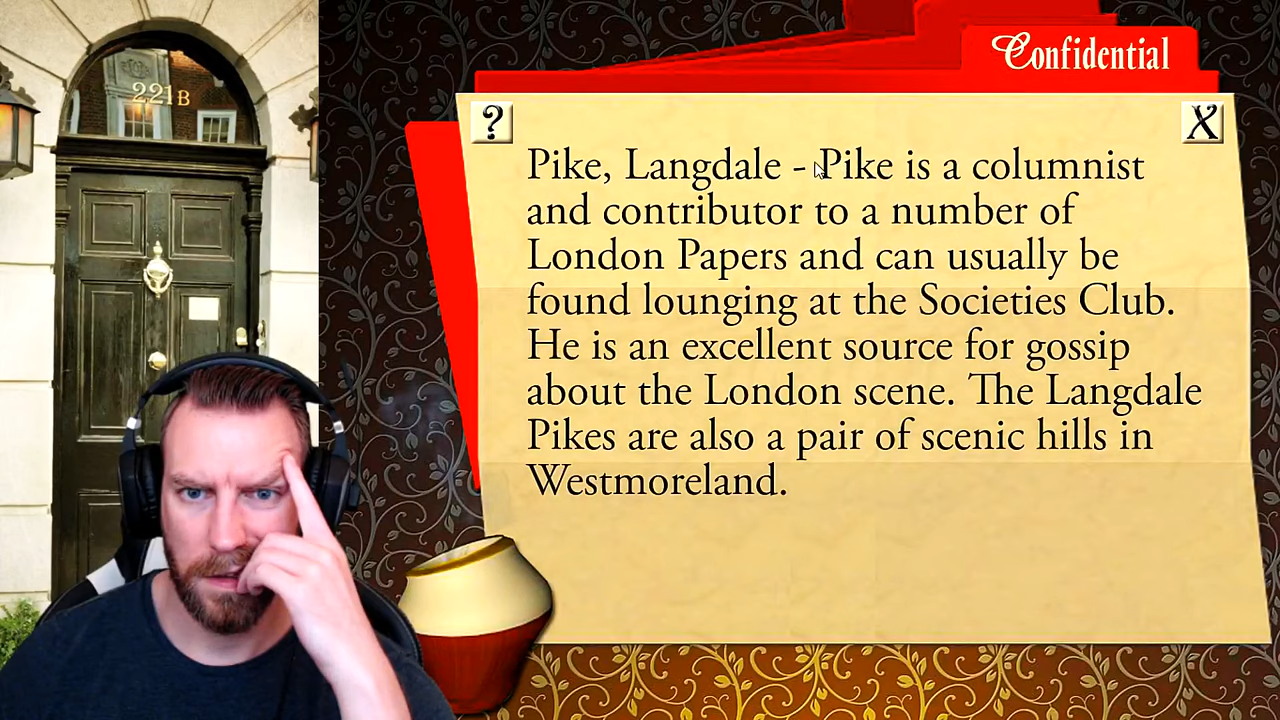 221B
Confidential
?
X
Pike, Langdale - Pike is a columnist
and contributor to a number of
London Papers and can usually be
found lounging at the Societies Club.
He is an excellent source for gossip
about the London scene. The Langdale
Pikes are also a pair of scenic hills in
Westmoreland.